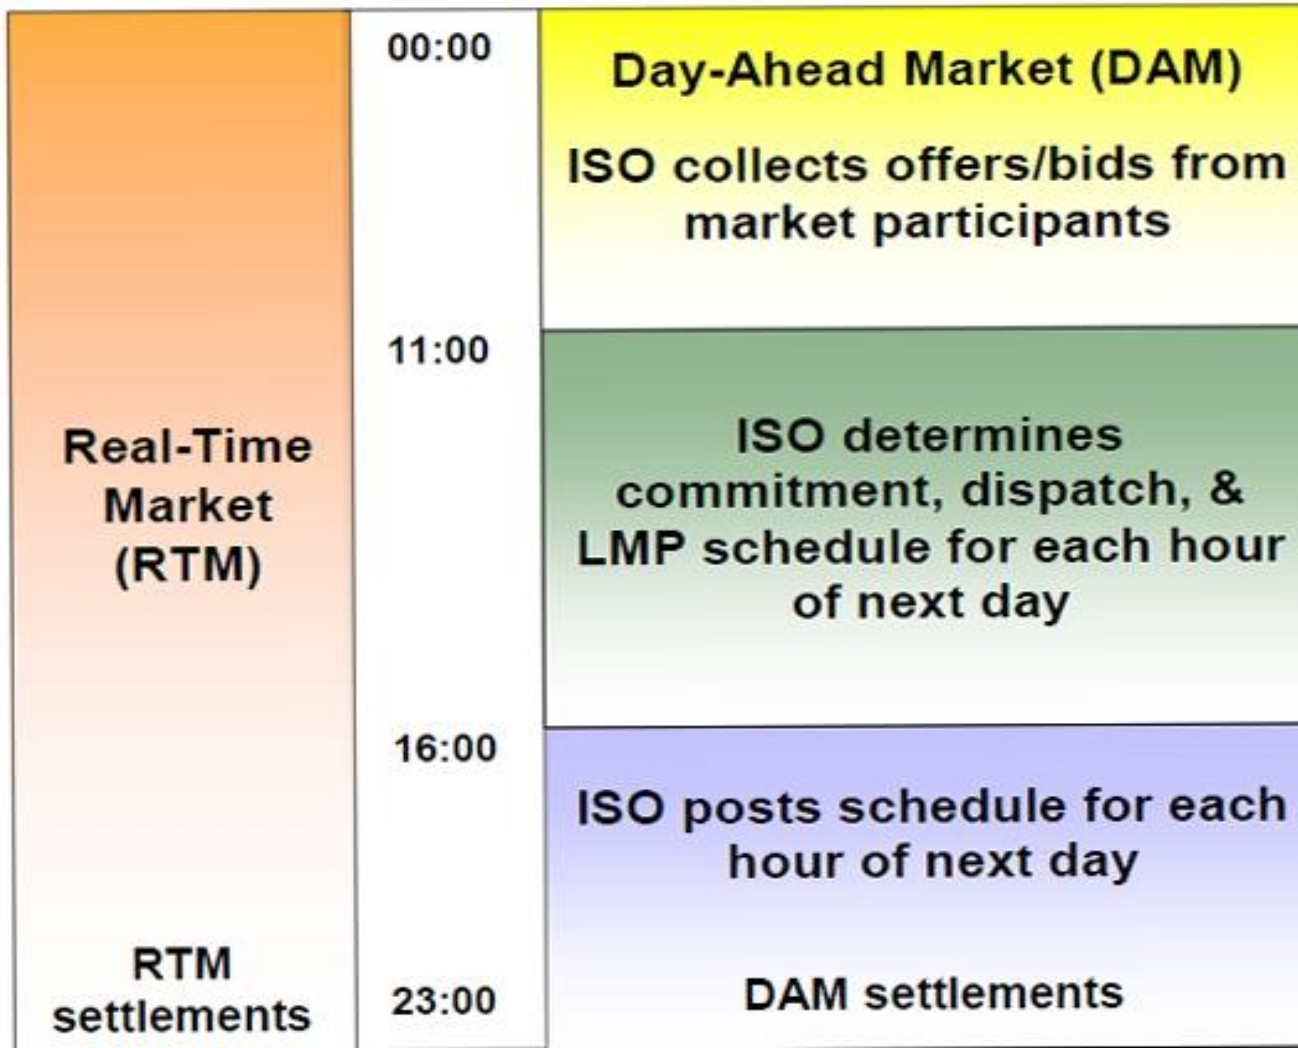 00:00
Day-Ahead Market (DAM)
ISO collects offers/bids from
market participants
11:00
Real-Time
Market
(RTM)
ISO determines
commitment, dispatch, &
LMP schedule for each hour
of next day
16:00
ISO posts schedule for each
hour of next day
RTM
settlements
23:00
DAM settlements